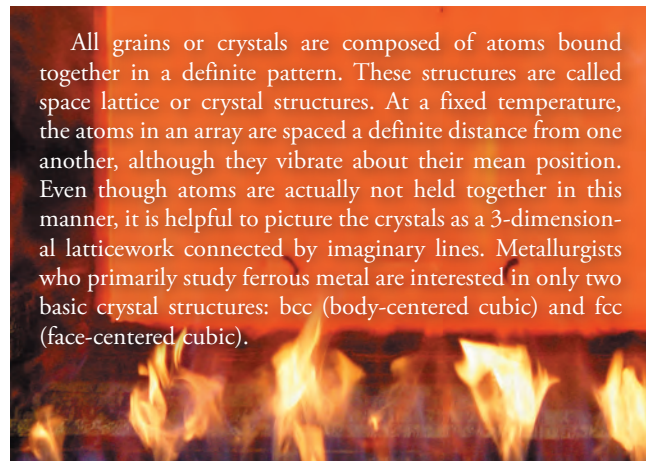 All grains or crystals are composed of atoms bound
together in a definite pattern. These structures are called
space lattice or crystal structures. At a fixed temperature,
the atoms in an array are spaced a definite distance from one
another, although they vibrate about their mean position.
Even though atoms are actually not held together in this
manner, it is helpful to picture the crystals as a 3-dimension-
al latticework connected by imaginary lines. Metallurgists
who primarily study ferrous metal are interested in only two
basic crystal structures: bcc (body-centered cubic) and fcc
(face-centered cubic).